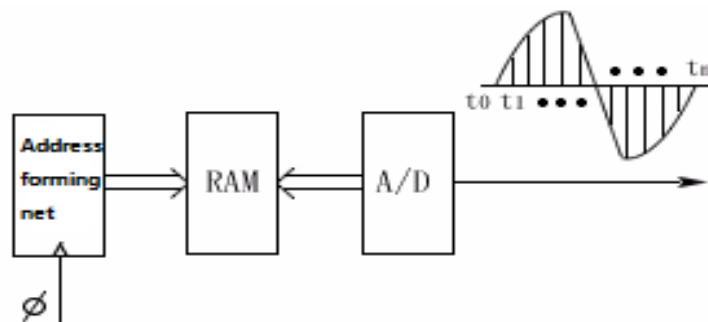 tn
t0 t1 •••
Address
forming
net
RAM
A/D
Ø